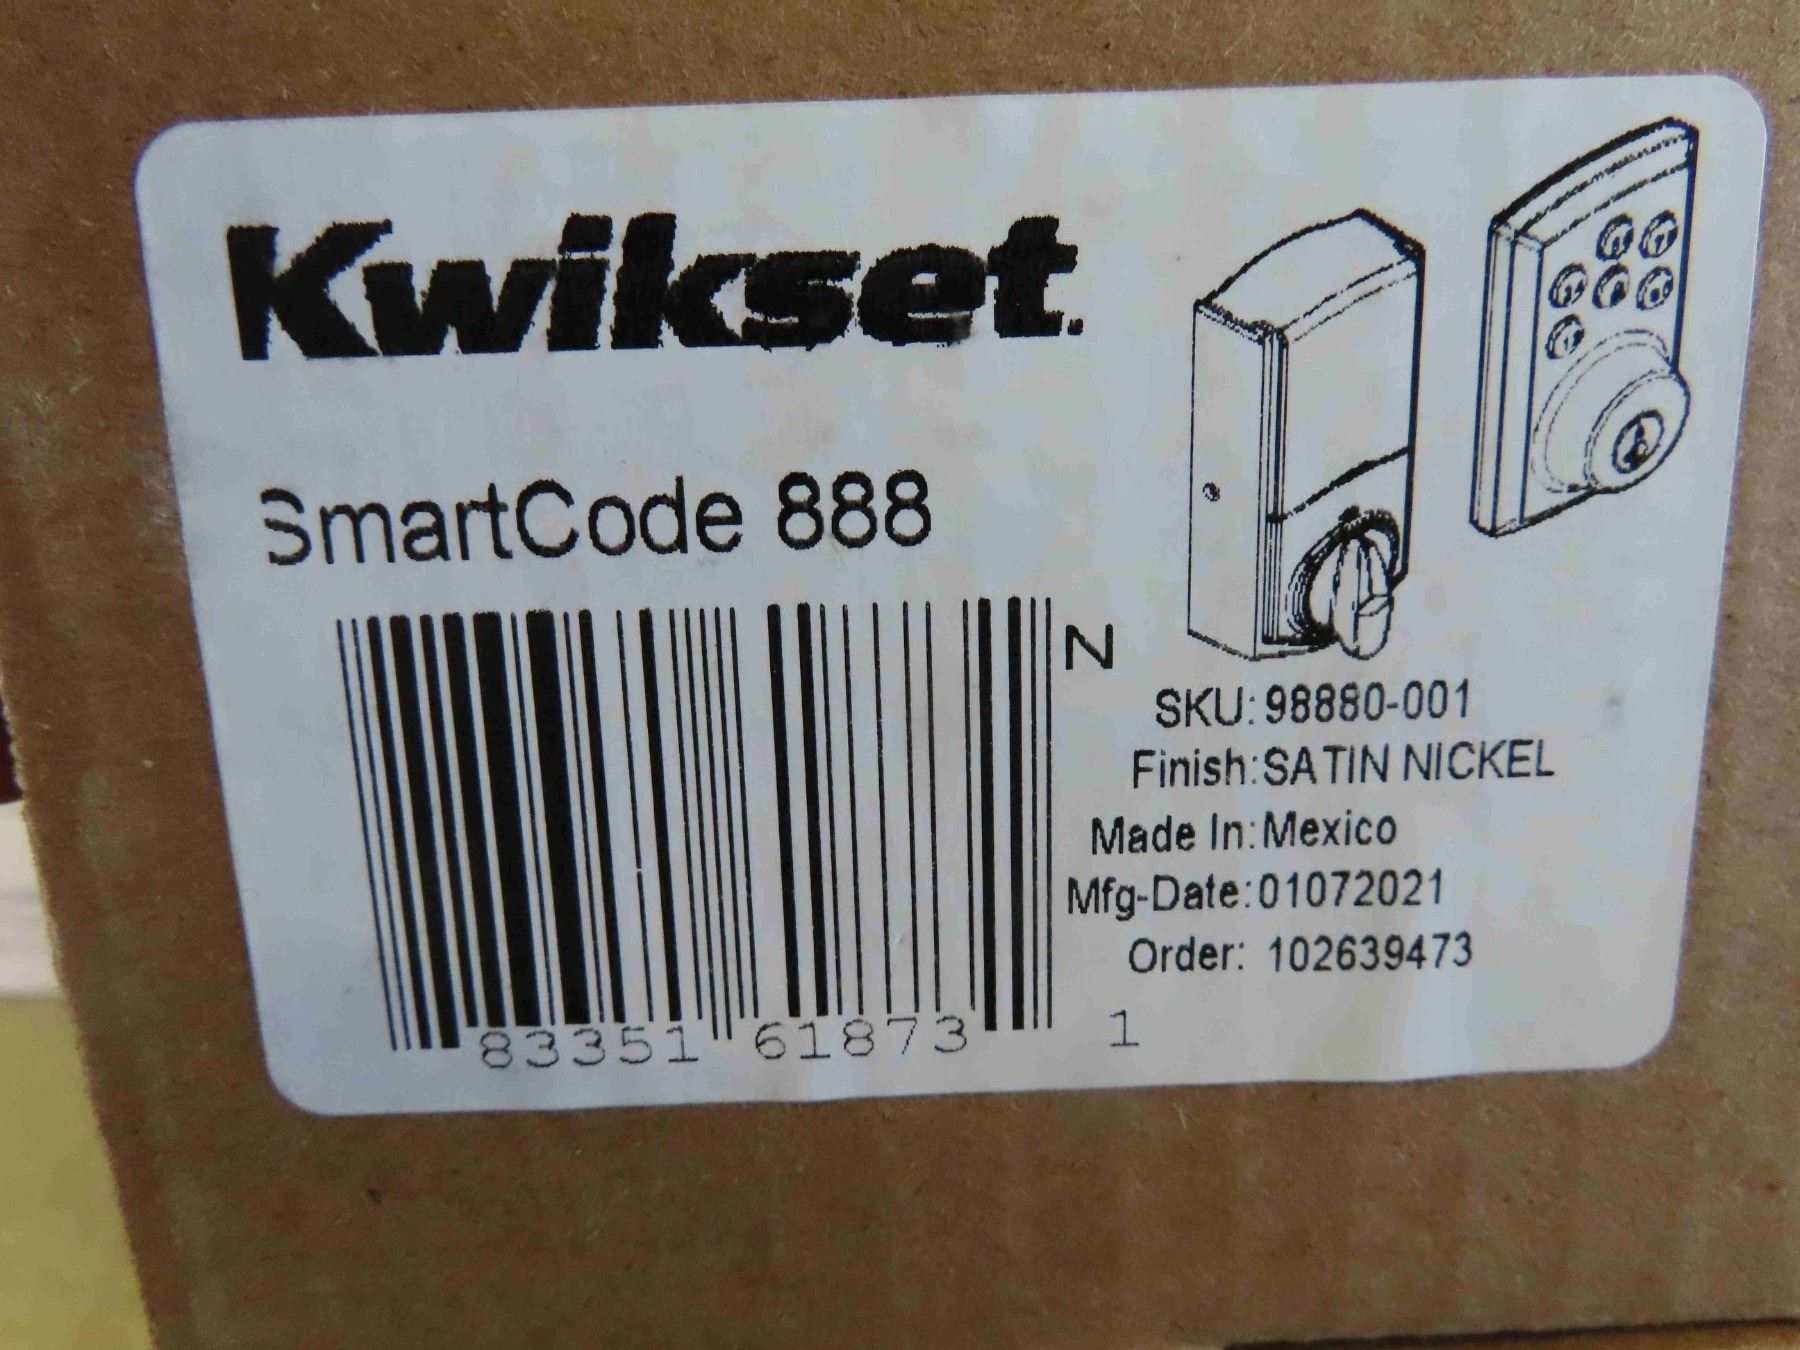 Kwikset.
SmartCode 888
N
SKU: 98880-001
Finish: SATIN NICKEL
Made In: Mexico
Mfg-Date: 01072021
Order: 102639473
83351 61873 1